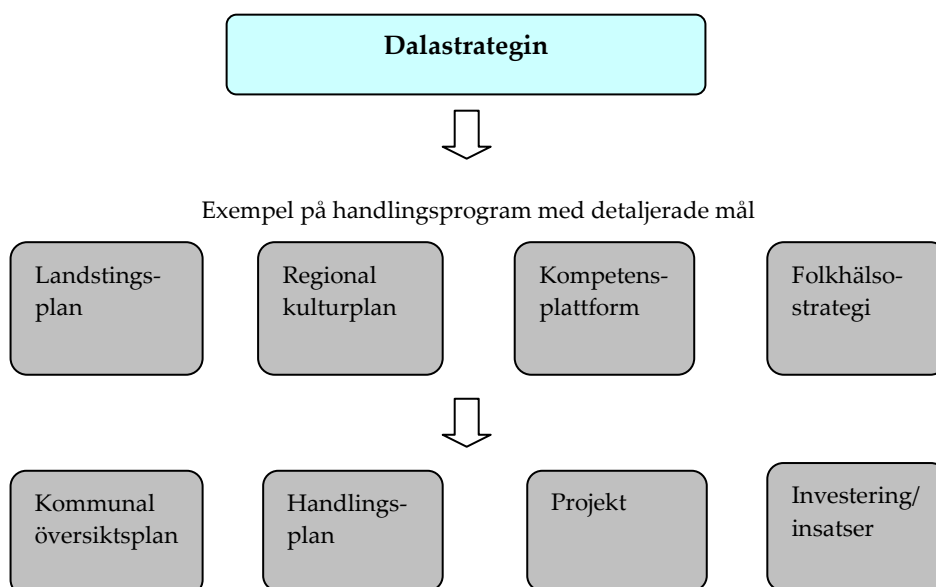 Dalastrategin
Exempel på handlingsprogram med detaljerade mål
Landstings-
plan
Regional
kulturplan
Kompetens-
plattform
Folkhälso-
strategi
Kommunal
översiktsplan
Handlings-
plan
Projekt
Investering/
insatser